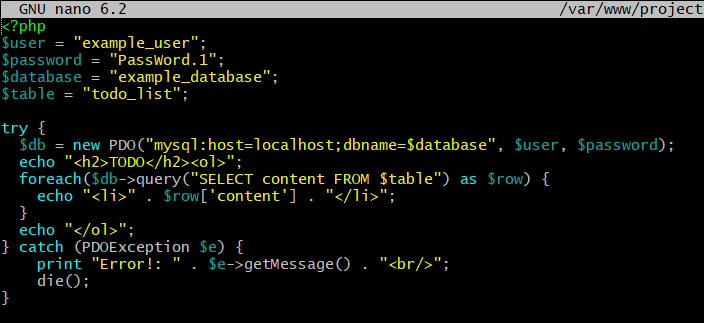 GNU nano 6.2 /var/www/project
<?php
$user = "example_user";
$password = "PassWord.1";
$database = "example_database";
$table = "todo_list";

try {
  $db = new PDO("mysql:host=localhost;dbname=$database", $user, $password);
  echo "<h2>TODO</h2><ol>";
  foreach($db->query("SELECT content FROM $table") as $row) {
    echo "<li>" . $row['content'] . "</li>";
  }
  echo "</ol>";
} catch (PDOException $e) {
    print "Error!: " . $e->getMessage() . "<br/>";
    die();
}